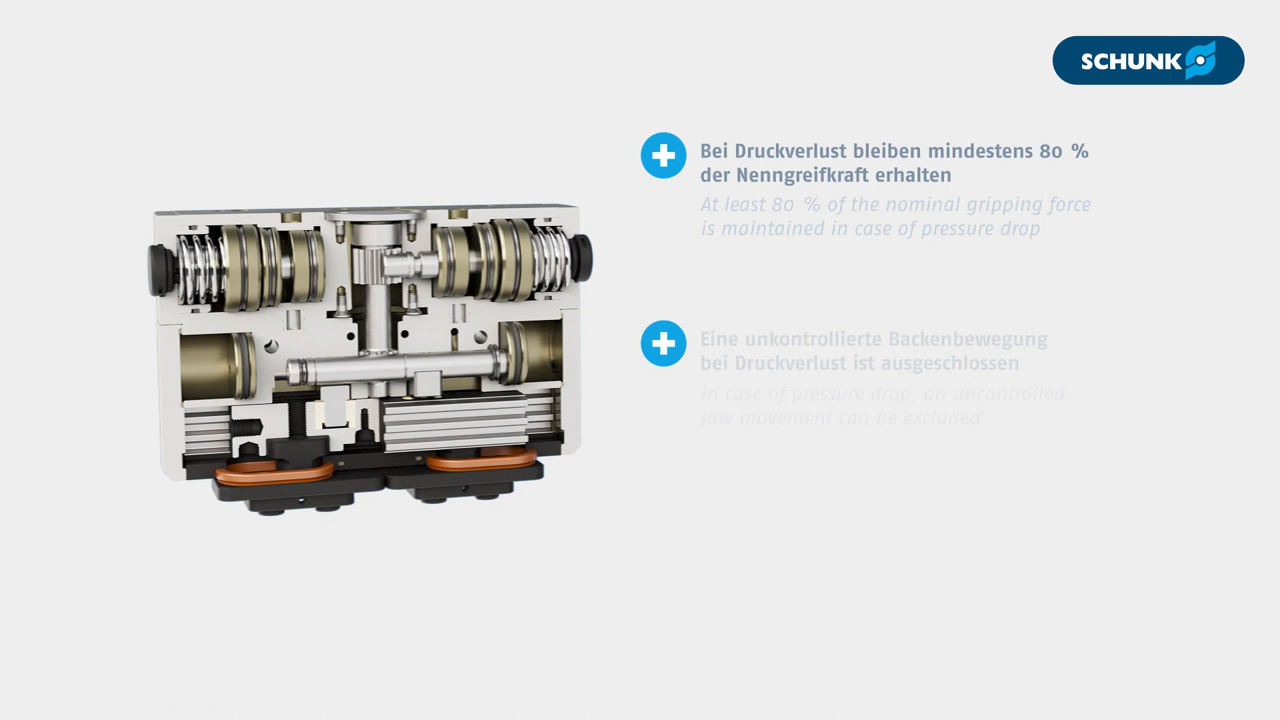 SCHUNK
Bei Druckverlust bleiben mindestens 80 %
der Nenngreifkraft erhalten
At least 80 % of the nominal gripping force
is maintained in case of pressure drop
Eine unkontrollierte Backenbewegung
bei Druckverlust ist ausgeschlossen
In case of pressure drop, an uncontrolled
jaw movement can be excluded